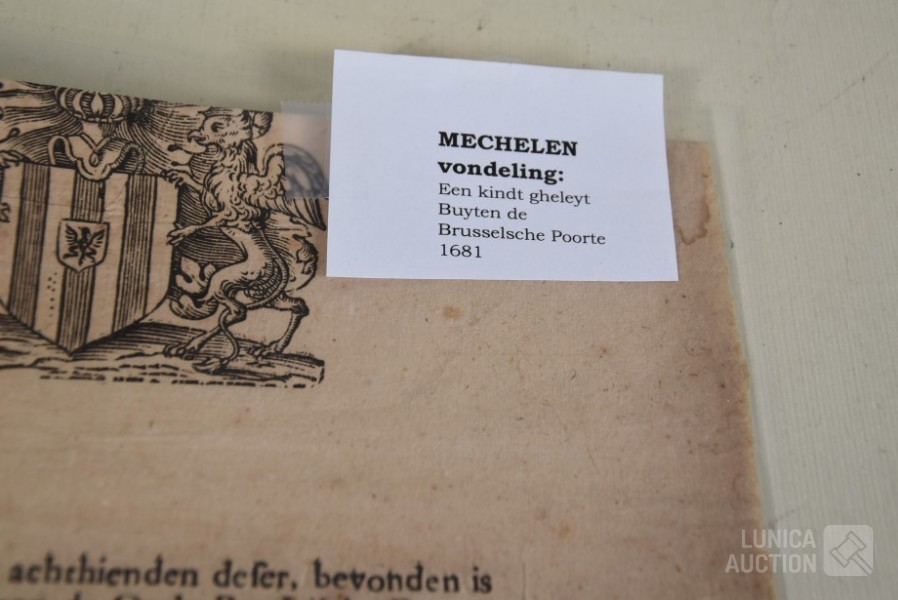 MECHELEN
vondeling:
Een kindt gheleyt
Buyten de
Brusselsche Poorte
1681
achthienden deser, bevonden is
LUNICA
AUCTION